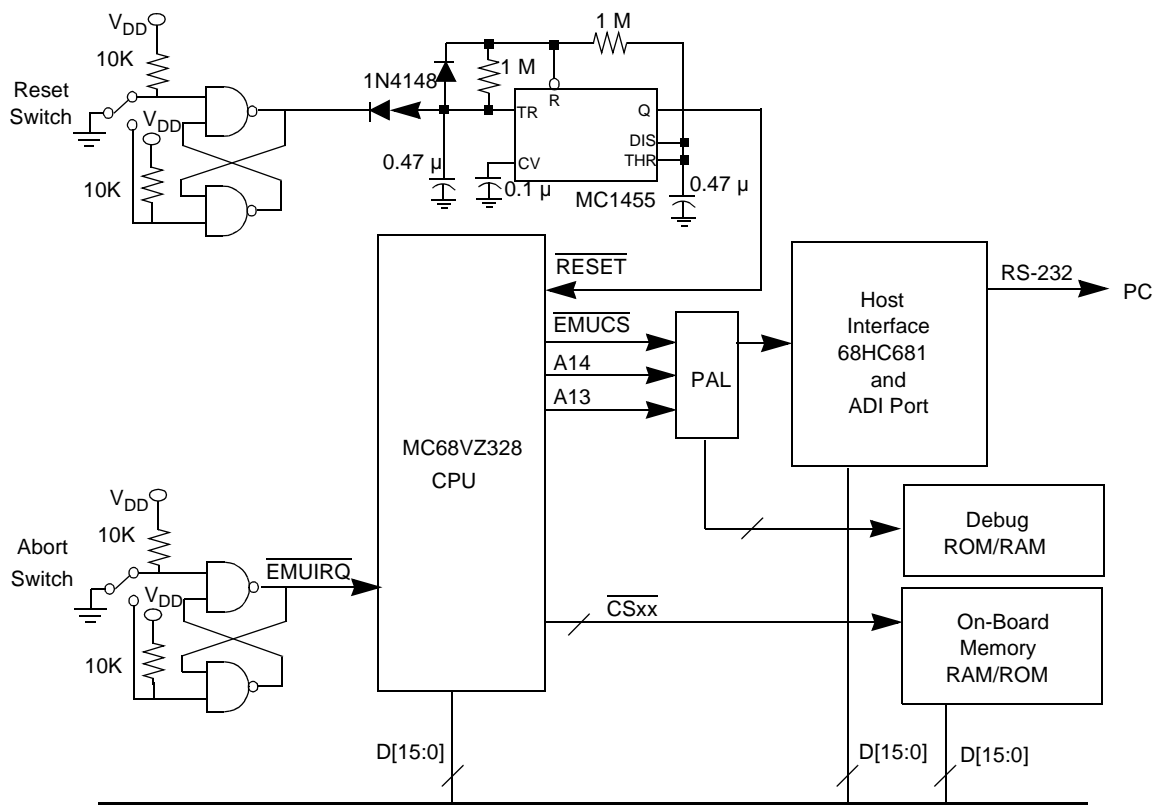 VDD
10K
Reset
Switch
VDD
10K
1N4148
1 M
1 M
R
TR
Q
DIS
THR
CV
0.47 µ
0.1 µ
MC1455
0.47 µ
RESET
EMUCS
A14
A13
PAL
Host
Interface
68HC681
and
ADI Port
RS-232
PC
MC68VZ328
CPU
Debug
ROM/RAM
VDD
10K
Abort
Switch
VDD
10K
EMUIRQ
CSxx
On-Board
Memory
RAM/ROM
D[15:0]
D[15:0]
D[15:0]